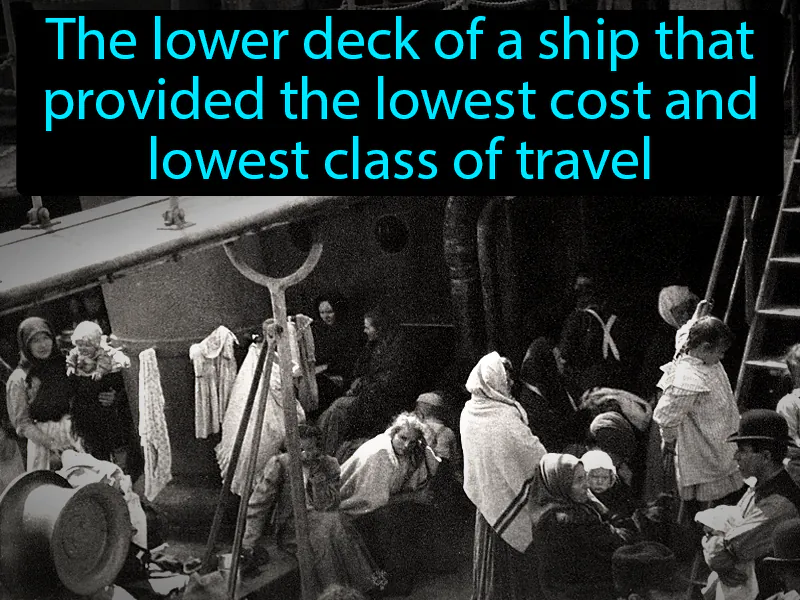 The lower deck of a ship that
provided the lowest cost and
lowest class of travel